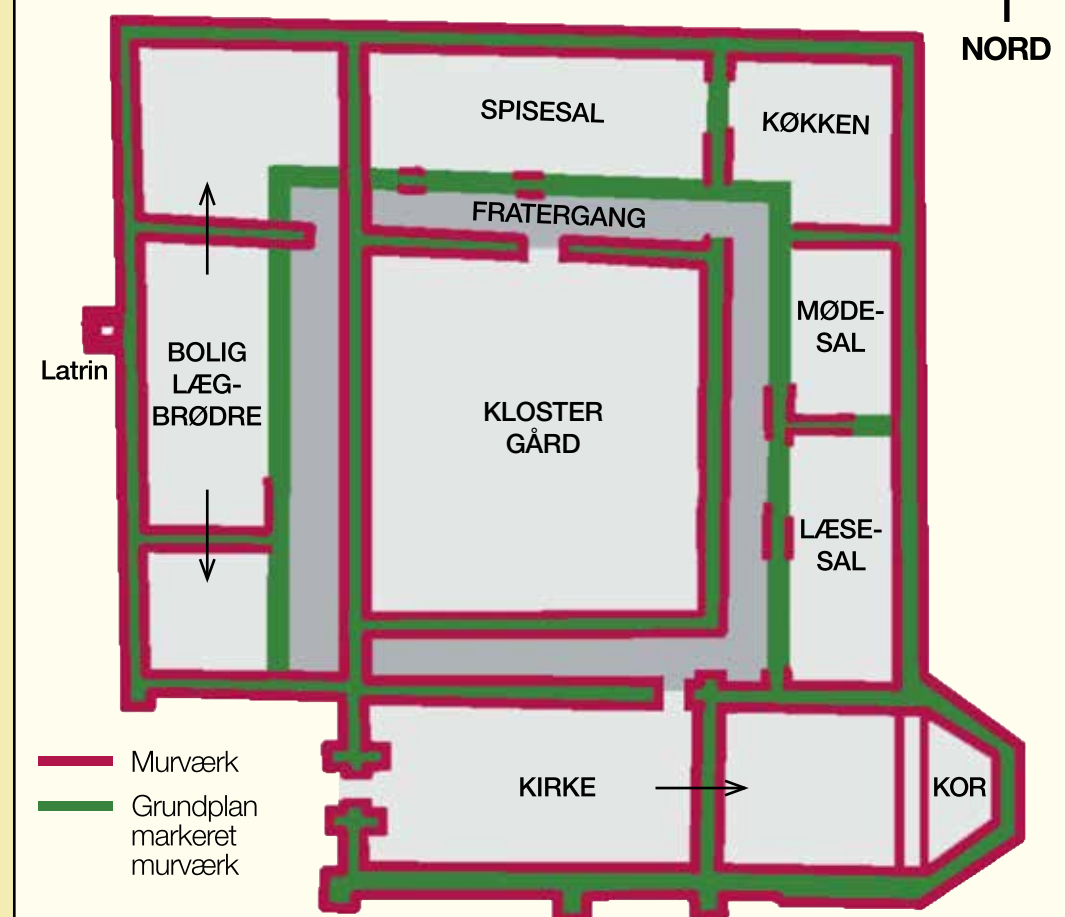 NORD
SPISESAL
KØKKEN
FRATERGANG
MØDE-
SAL
Latrin
BOLIG
LÆG-
BRØDRE
KLOSTER
GÅRD
LÆSE-
SAL
Murværk
Grundplan
markeret
murværk
KIRKE
KOR